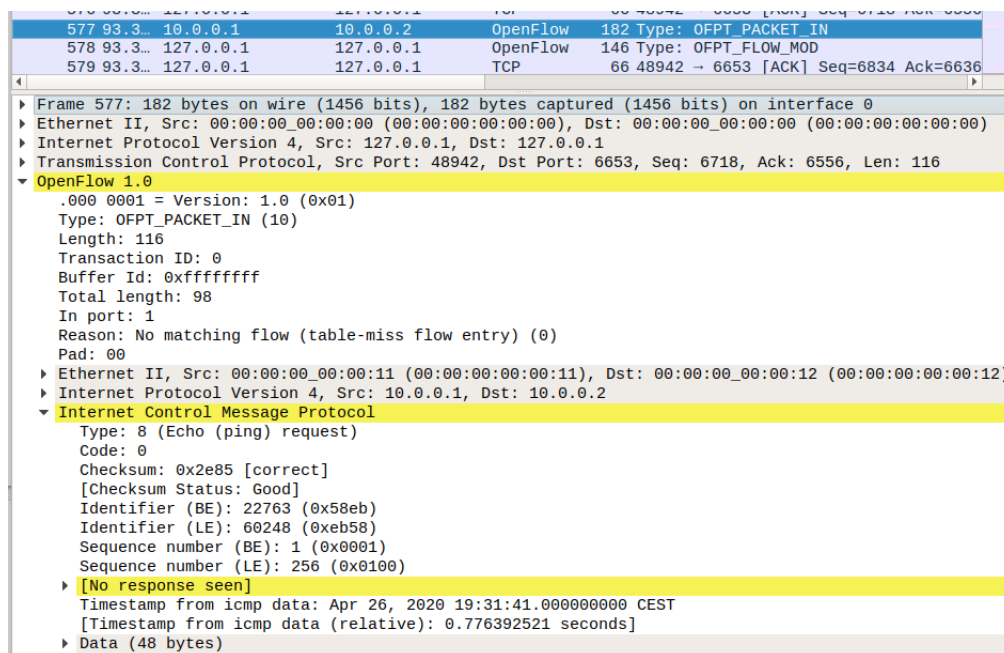 577 93.3… 10.0.0.1 10.0.0.2 OpenFlow 182 Type: OFPT_PACKET_IN
578 93.3… 127.0.0.1 127.0.0.1 OpenFlow 146 Type: OFPT_FLOW_MOD
579 93.3… 127.0.0.1 127.0.0.1 TCP 66 48942 → 6653 [ACK] Seq=6834 Ack=6636
Frame 577: 182 bytes on wire (1456 bits), 182 bytes captured (1456 bits) on interface 0
Ethernet II, Src: 00:00:00_00:00:00 (00:00:00:00:00:00), Dst: 00:00:00_00:00:00 (00:00:00:00:00:00)
Internet Protocol Version 4, Src: 127.0.0.1, Dst: 127.0.0.1
Transmission Control Protocol, Src Port: 48942, Dst Port: 6653, Seq: 6718, Ack: 6556, Len: 116
OpenFlow 1.0
.000 0001 = Version: 1.0 (0x01)
Type: OFPT_PACKET_IN (10)
Length: 116
Transaction ID: 0
Buffer Id: 0xffffffff
Total length: 98
In port: 1
Reason: No matching flow (table-miss flow entry) (0)
Pad: 00
Ethernet II, Src: 00:00:00_00:00:11 (00:00:00:00:00:11), Dst: 00:00:00_00:00:12 (00:00:00:00:00:12)
Internet Protocol Version 4, Src: 10.0.0.1, Dst: 10.0.0.2
Internet Control Message Protocol
Type: 8 (Echo (ping) request)
Code: 0
Checksum: 0x2e85 [correct]
[Checksum Status: Good]
Identifier (BE): 22763 (0x58eb)
Identifier (LE): 60248 (0xeb58)
Sequence number (BE): 1 (0x0001)
Sequence number (LE): 256 (0x0100)
[No response seen]
Timestamp from icmp data: Apr 26, 2020 19:31:41.000000000 CEST
[Timestamp from icmp data (relative): 0.776392521 seconds]
Data (48 bytes)